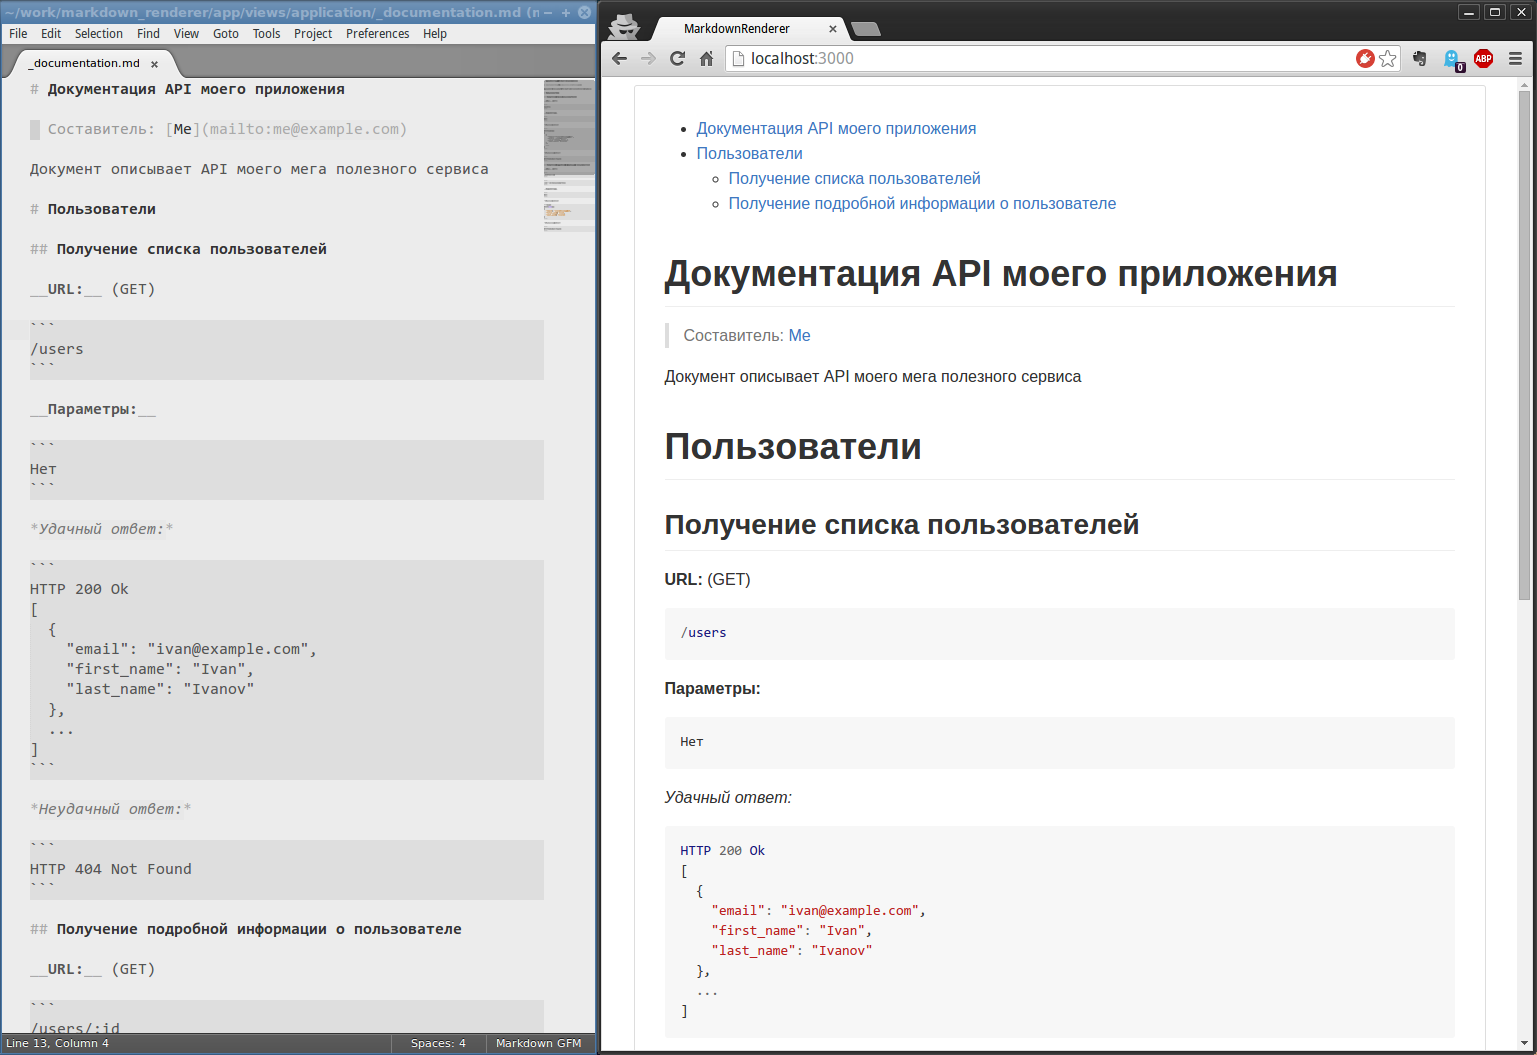 ~/work/markdown_renderer/app/views/application/_documentation.md (
File Edit Selection Find View Goto Tools Project Preferences Help
_documentation.md ×
# Документация API моего приложения
Составитель: [Me](mailto:me@example.com)
Документ описывает API моего мега полезного сервиса
# Пользователи
## Получение списка пользователей
__URL:__ (GET)
```
/users
```
__Параметры:__
```
Нет
```
*Удачный ответ:*
```
HTTP 200 Ok
[
  {
    "email": "ivan@example.com",
    "first_name": "Ivan",
    "last_name": "Ivanov"
  },
  ...
]
```
*Неудачный ответ:*
```
HTTP 404 Not Found
```
## Получение подробной информации о пользователе
__URL:__ (GET)
```
/users/:id
Line 13, Column 4 Spaces: 4 Markdown GFM
MarkdownRenderer ×
localhost:3000
0
ABP
• Документация API моего приложения
• Пользователи
◦ Получение списка пользователей
◦ Получение подробной информации о пользователе
Документация API моего приложения
Составитель: Me
Документ описывает API моего мега полезного сервиса
Пользователи
Получение списка пользователей
URL: (GET)
/users
Параметры:
Нет
Удачный ответ:
HTTP 200 Ok
[
  {
    "email": "ivan@example.com",
    "first_name": "Ivan",
    "last_name": "Ivanov"
  },
  ...
]